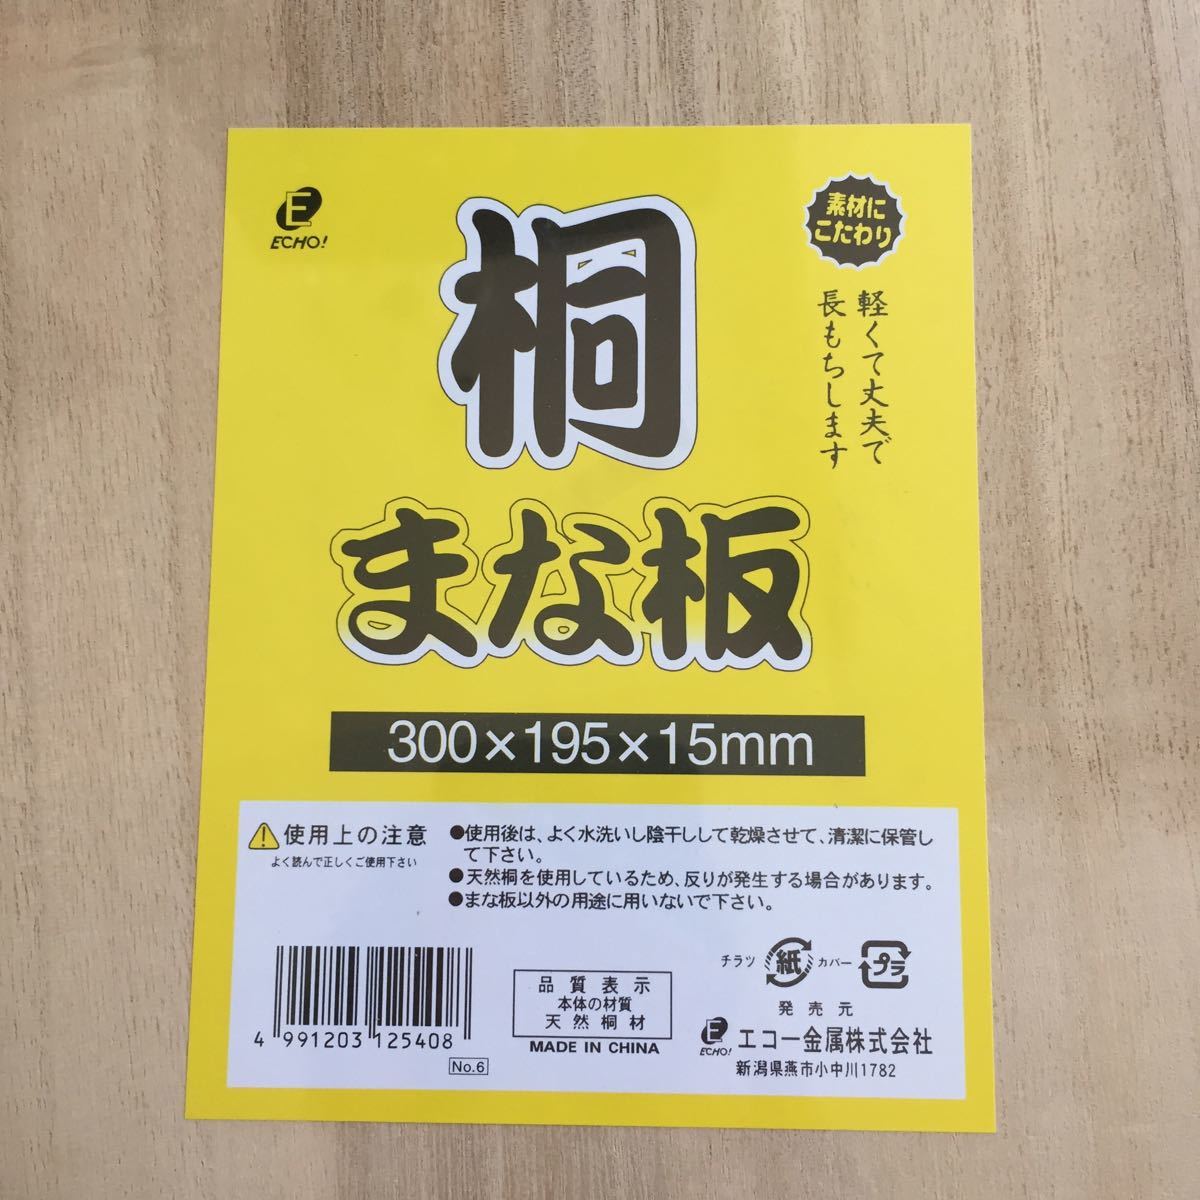 E
ECHO!
素材に
こたわり
軽くて丈夫で
長もちします
桐
まな板
300×195×15mm
使用上の注意
よく読んで正しくご使用下さい
●使用後は、よく水洗いし陰干しして乾燥させて、清潔に保管し
て下さい。
●天然桐を使用しているため、反りが発生する場合があります。
●まな板以外の用途に用いないで下さい。
チラツ 紙 カバー プラ
4 991203 125408
No.6
品質表示
本体の材質
天然桐材
MADE IN CHINA
発売元
E ECHO! エコー金属株式会社
新潟県燕市小中川1782